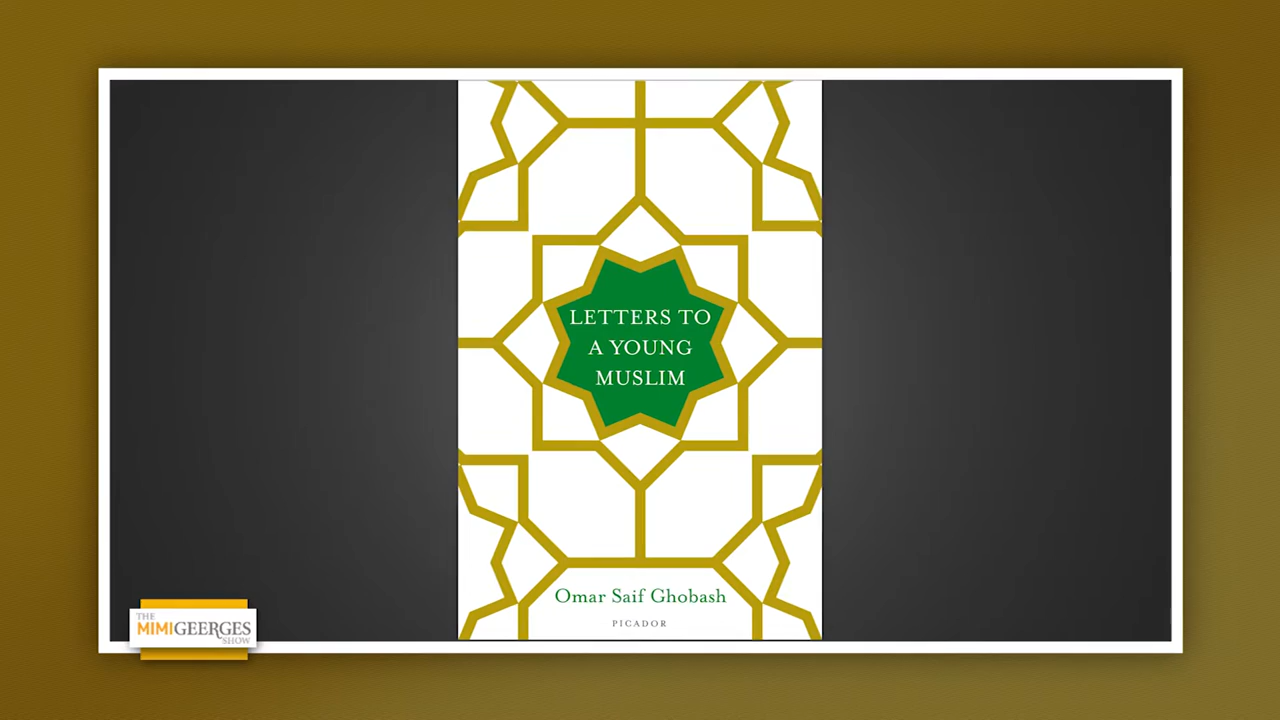 LETTERS TO
A YOUNG
MUSLIM
Omar Saif Ghobash
PICADOR
THE
MIMIGEERGES
SHOW